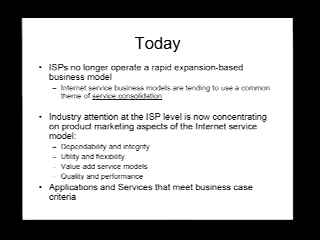 Today
• ISPs no longer operate a rapid expansion-based
business model
– Internet service business models are tending to use a common
theme of service consolidation
• Industry attention at the ISP level is now concentrating
on product marketing aspects of the Internet service
model:
– Dependability and integrity
– Utility and flexibility
– Value add service models
– Quality and performance
• Applications and Services that meet business case
criteria